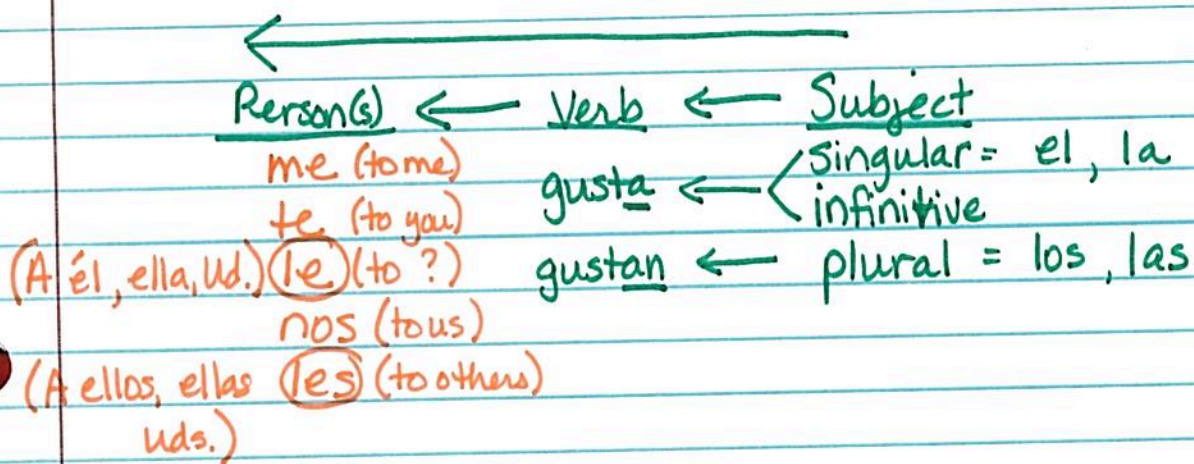 Person(s) ← Verb ← Subject
me (to me)
te (to you)
(A él, ella, Ud.) le (to ?)
nos (to us)
(A ellos, ellas les (to others)
uds.)
gusta ← singular = el, la
infinitive
gustan ← plural = los, las